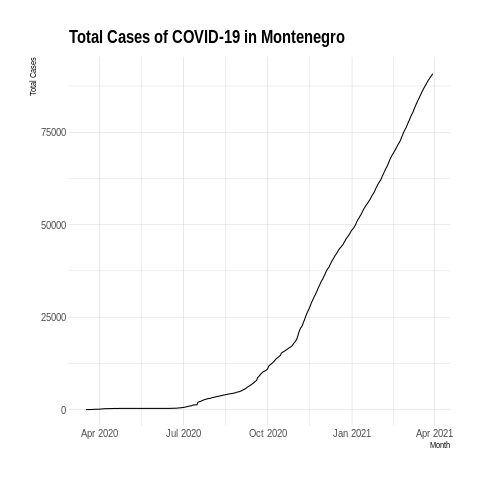 Total Cases of COVID-19 in Montenegro
Total Cases
75000
50000
25000
0
Apr 2020 Jul 2020 Oct 2020 Jan 2021 Apr 2021
Month